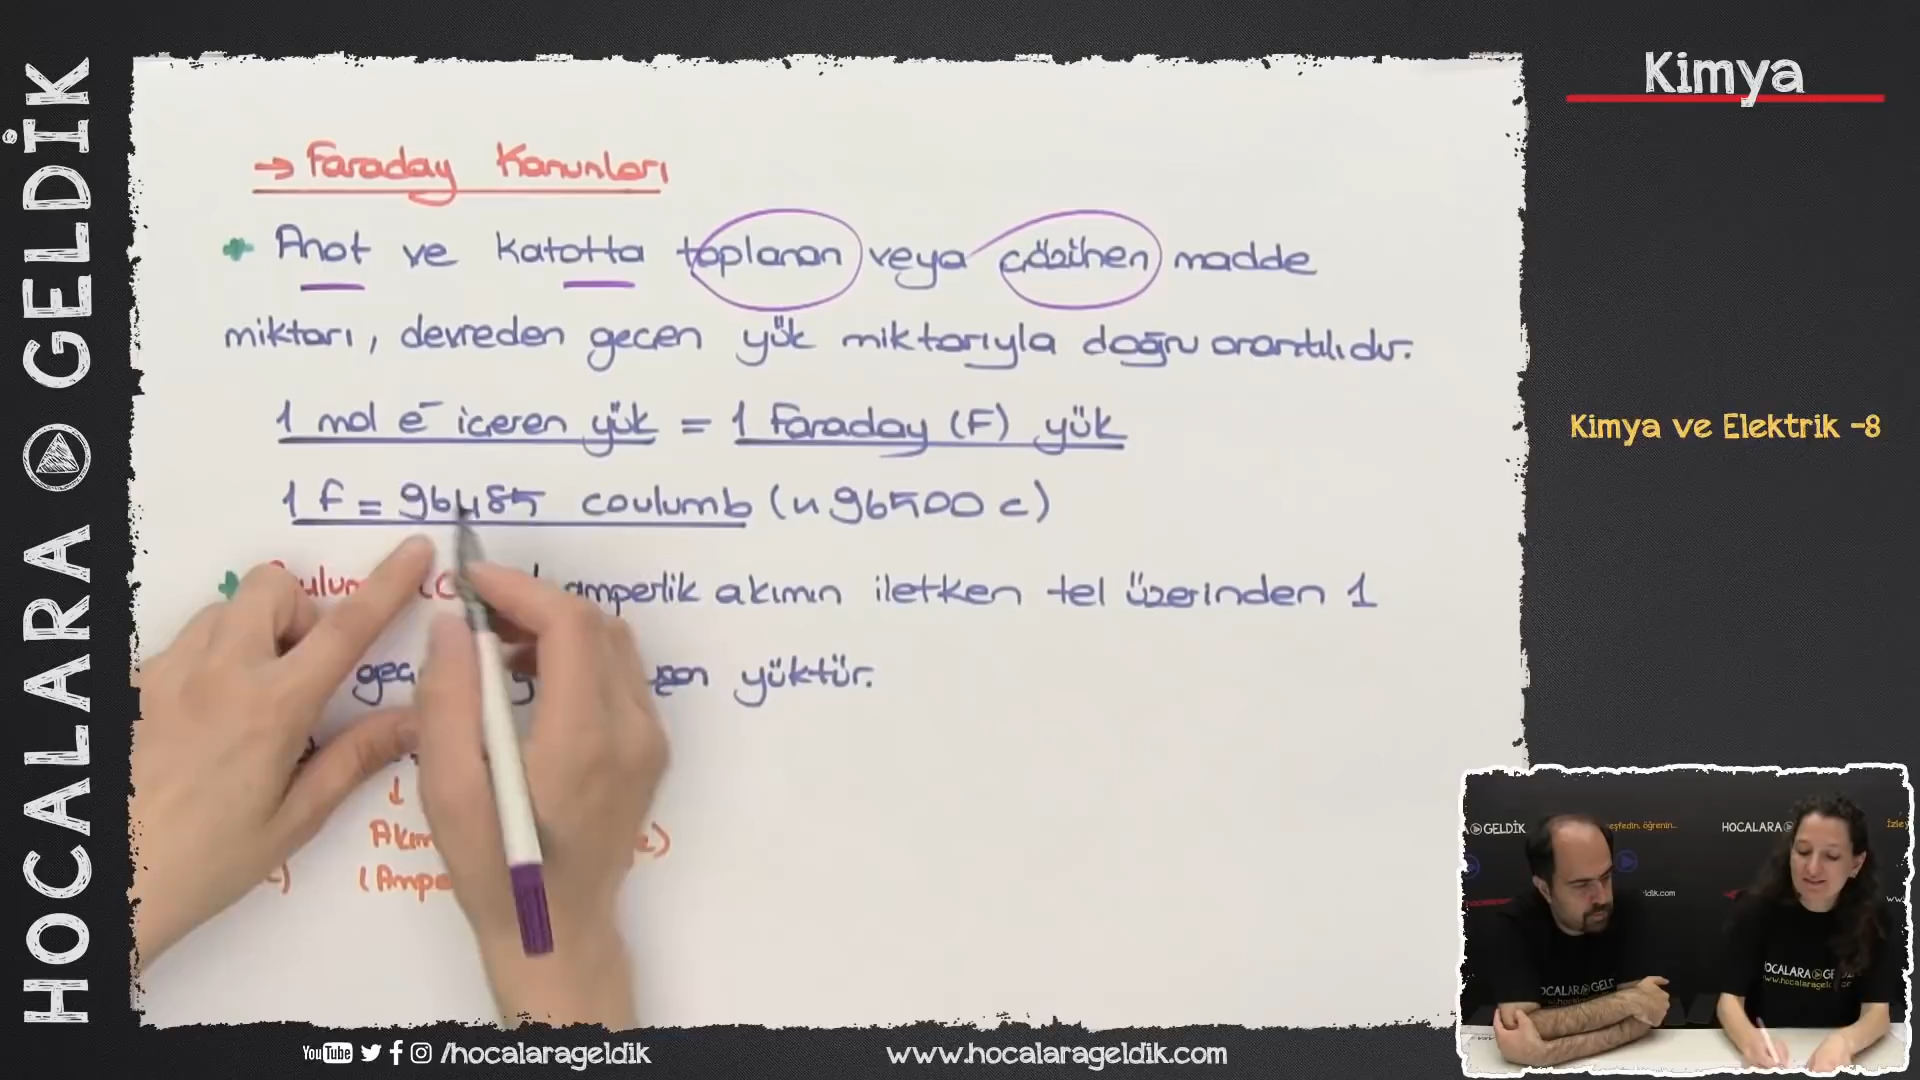 HOCALARA GELDİK
Kimya
→ Faraday Kanunları
Anot ve Katotta toplanan veya çözünen madde
miktarı, devreden geçen yük miktarıyla doğru orantılıdır.
1 mol e⁻ içeren yük = 1 Faraday (F) yük
1 F = 96485 coulumb (~ 96500 c)
amperlik akımın iletken tel üzerinden 1
yüktür.
Kimya ve Elektrik -8
YouTube /hocalarageldik
www.hocalarageldik.com